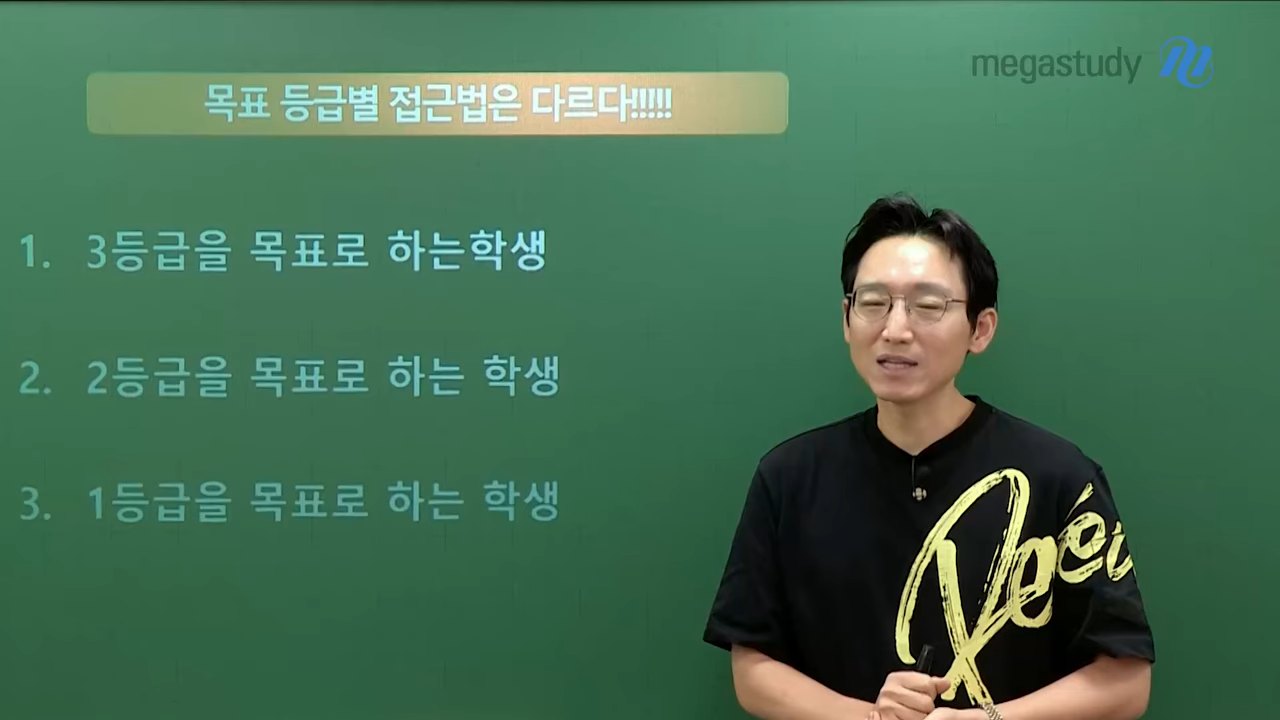 megastudy
목표 등급별 접근법은 다르다!!!!!
1. 3등급을 목표로 하는학생
2. 2등급을 목표로 하는 학생
3. 1등급을 목표로 하는 학생